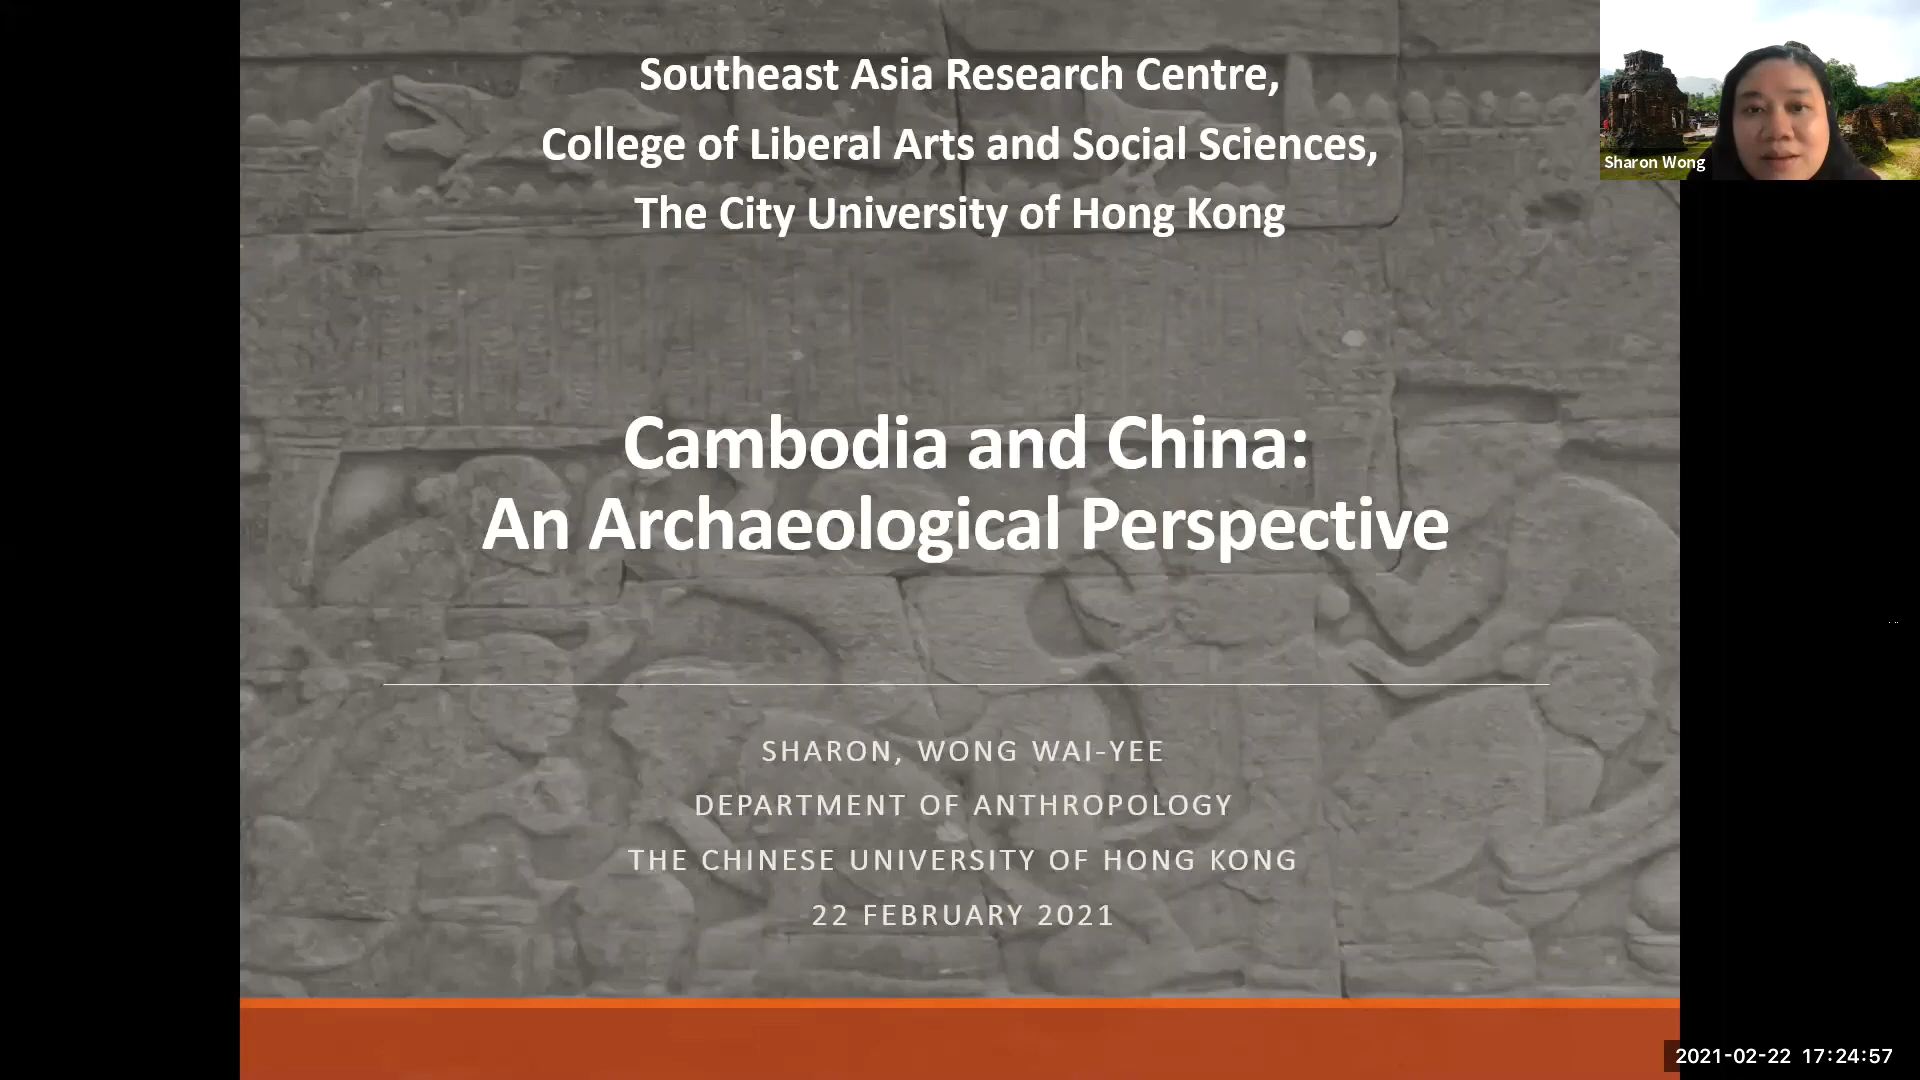 Southeast Asia Research Centre,
College of Liberal Arts and Social Sciences,
The City University of Hong Kong
Sharon Wong
Cambodia and China:
An Archaeological Perspective
SHARON, WONG WAI-YEE
DEPARTMENT OF ANTHROPOLOGY
THE CHINESE UNIVERSITY OF HONG KONG
22 FEBRUARY 2021
2021-02-22 17:24:57